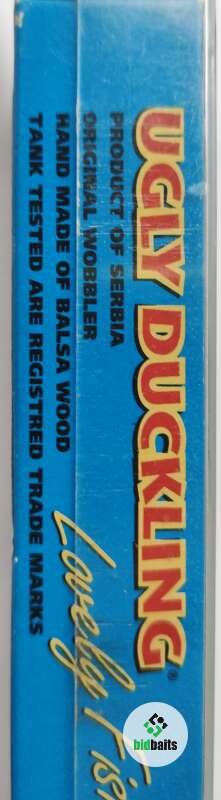 UGLY DUCKLING®
PRODUCT OF SERBIA
ORIGINAL WOBBLER
HAND MADE OF BALSA WOOD
TANK TESTED ARE REGISTRED TRADE MARKS
Lovely Fish
bidbaits